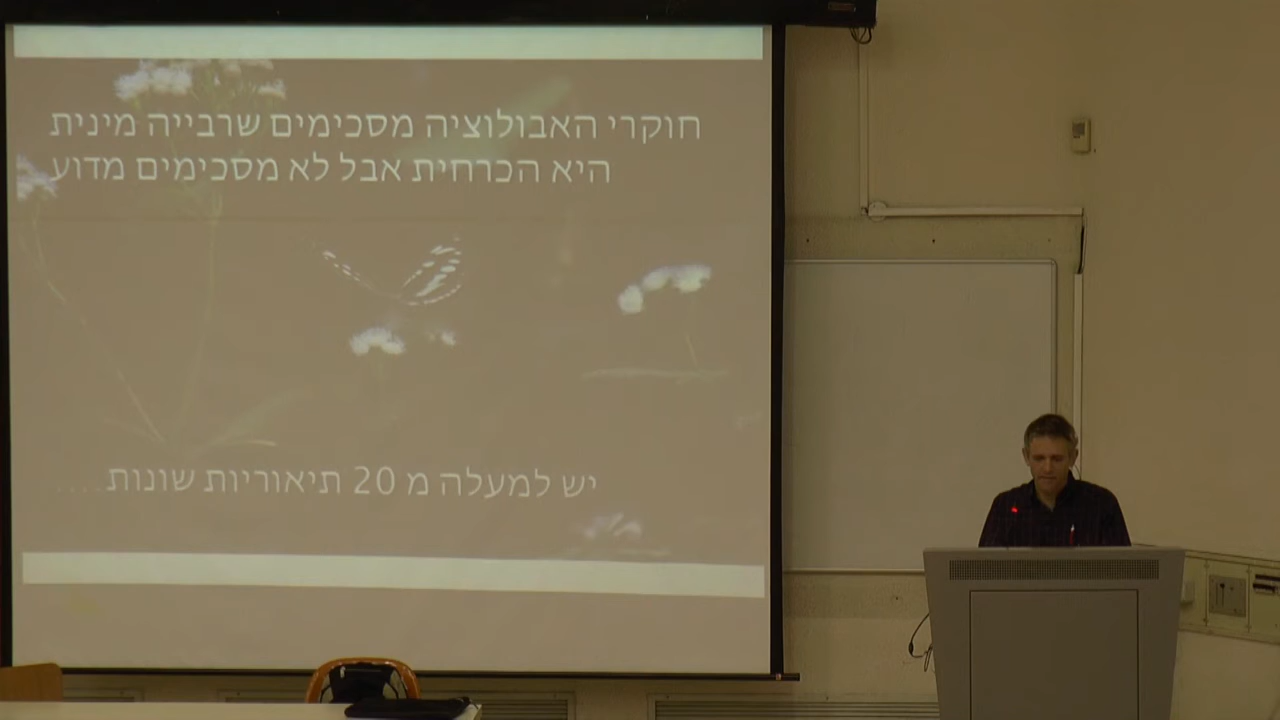 חוקרי האבולוציה מסכימים שרבייה מינית
היא הכרחית אבל לא מסכימים מדוע
יש למעלה מ 20 תיאוריות שונות....